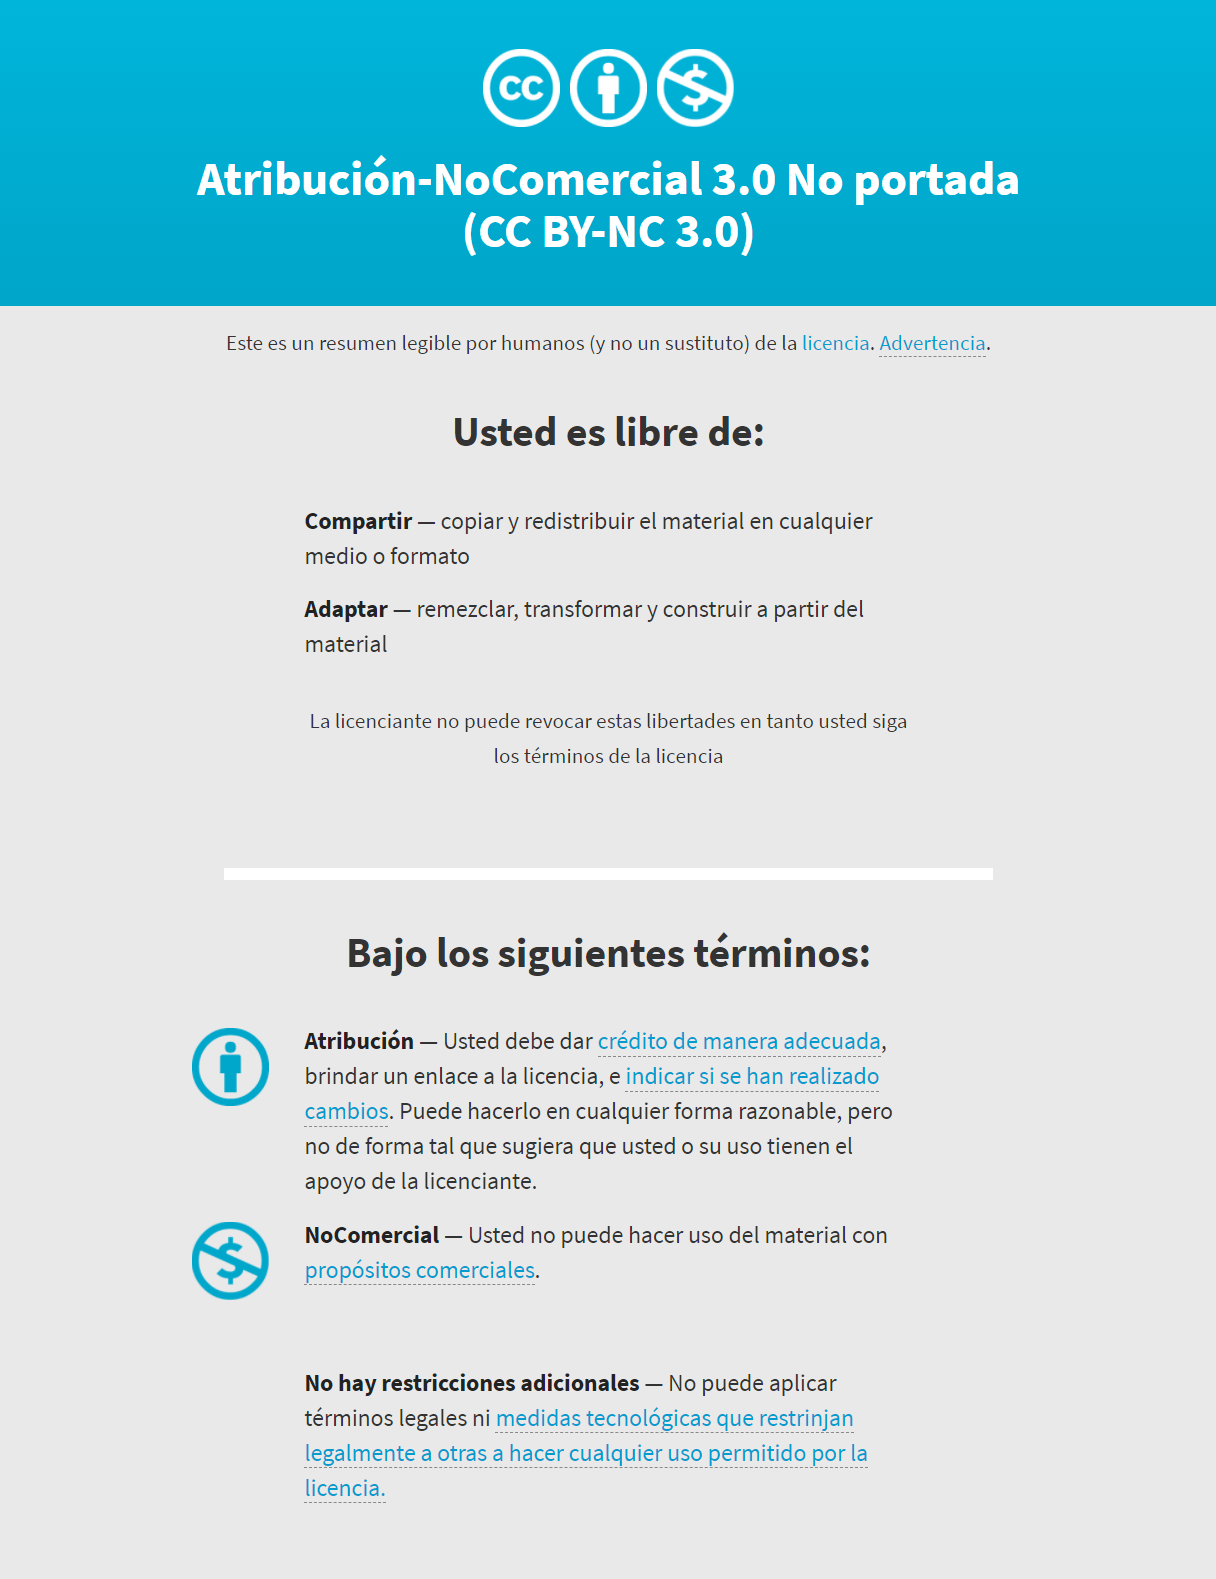 cc
$
Atribución-NoComercial 3.0 No portada
(CC BY-NC 3.0)
Este es un resumen legible por humanos (y no un sustituto) de la licencia. Advertencia.
Usted es libre de:
Compartir — copiar y redistribuir el material en cualquier
medio o formato
Adaptar — remezclar, transformar y construir a partir del
material
La licenciante no puede revocar estas libertades en tanto usted siga
los términos de la licencia
Bajo los siguientes términos:
Atribución — Usted debe dar crédito de manera adecuada,
brindar un enlace a la licencia, e indicar si se han realizado
cambios. Puede hacerlo en cualquier forma razonable, pero
no de forma tal que sugiera que usted o su uso tienen el
apoyo de la licenciante.
$
NoComercial — Usted no puede hacer uso del material con
propósitos comerciales.
No hay restricciones adicionales — No puede aplicar
términos legales ni medidas tecnológicas que restrinjan
legalmente a otras a hacer cualquier uso permitido por la
licencia.